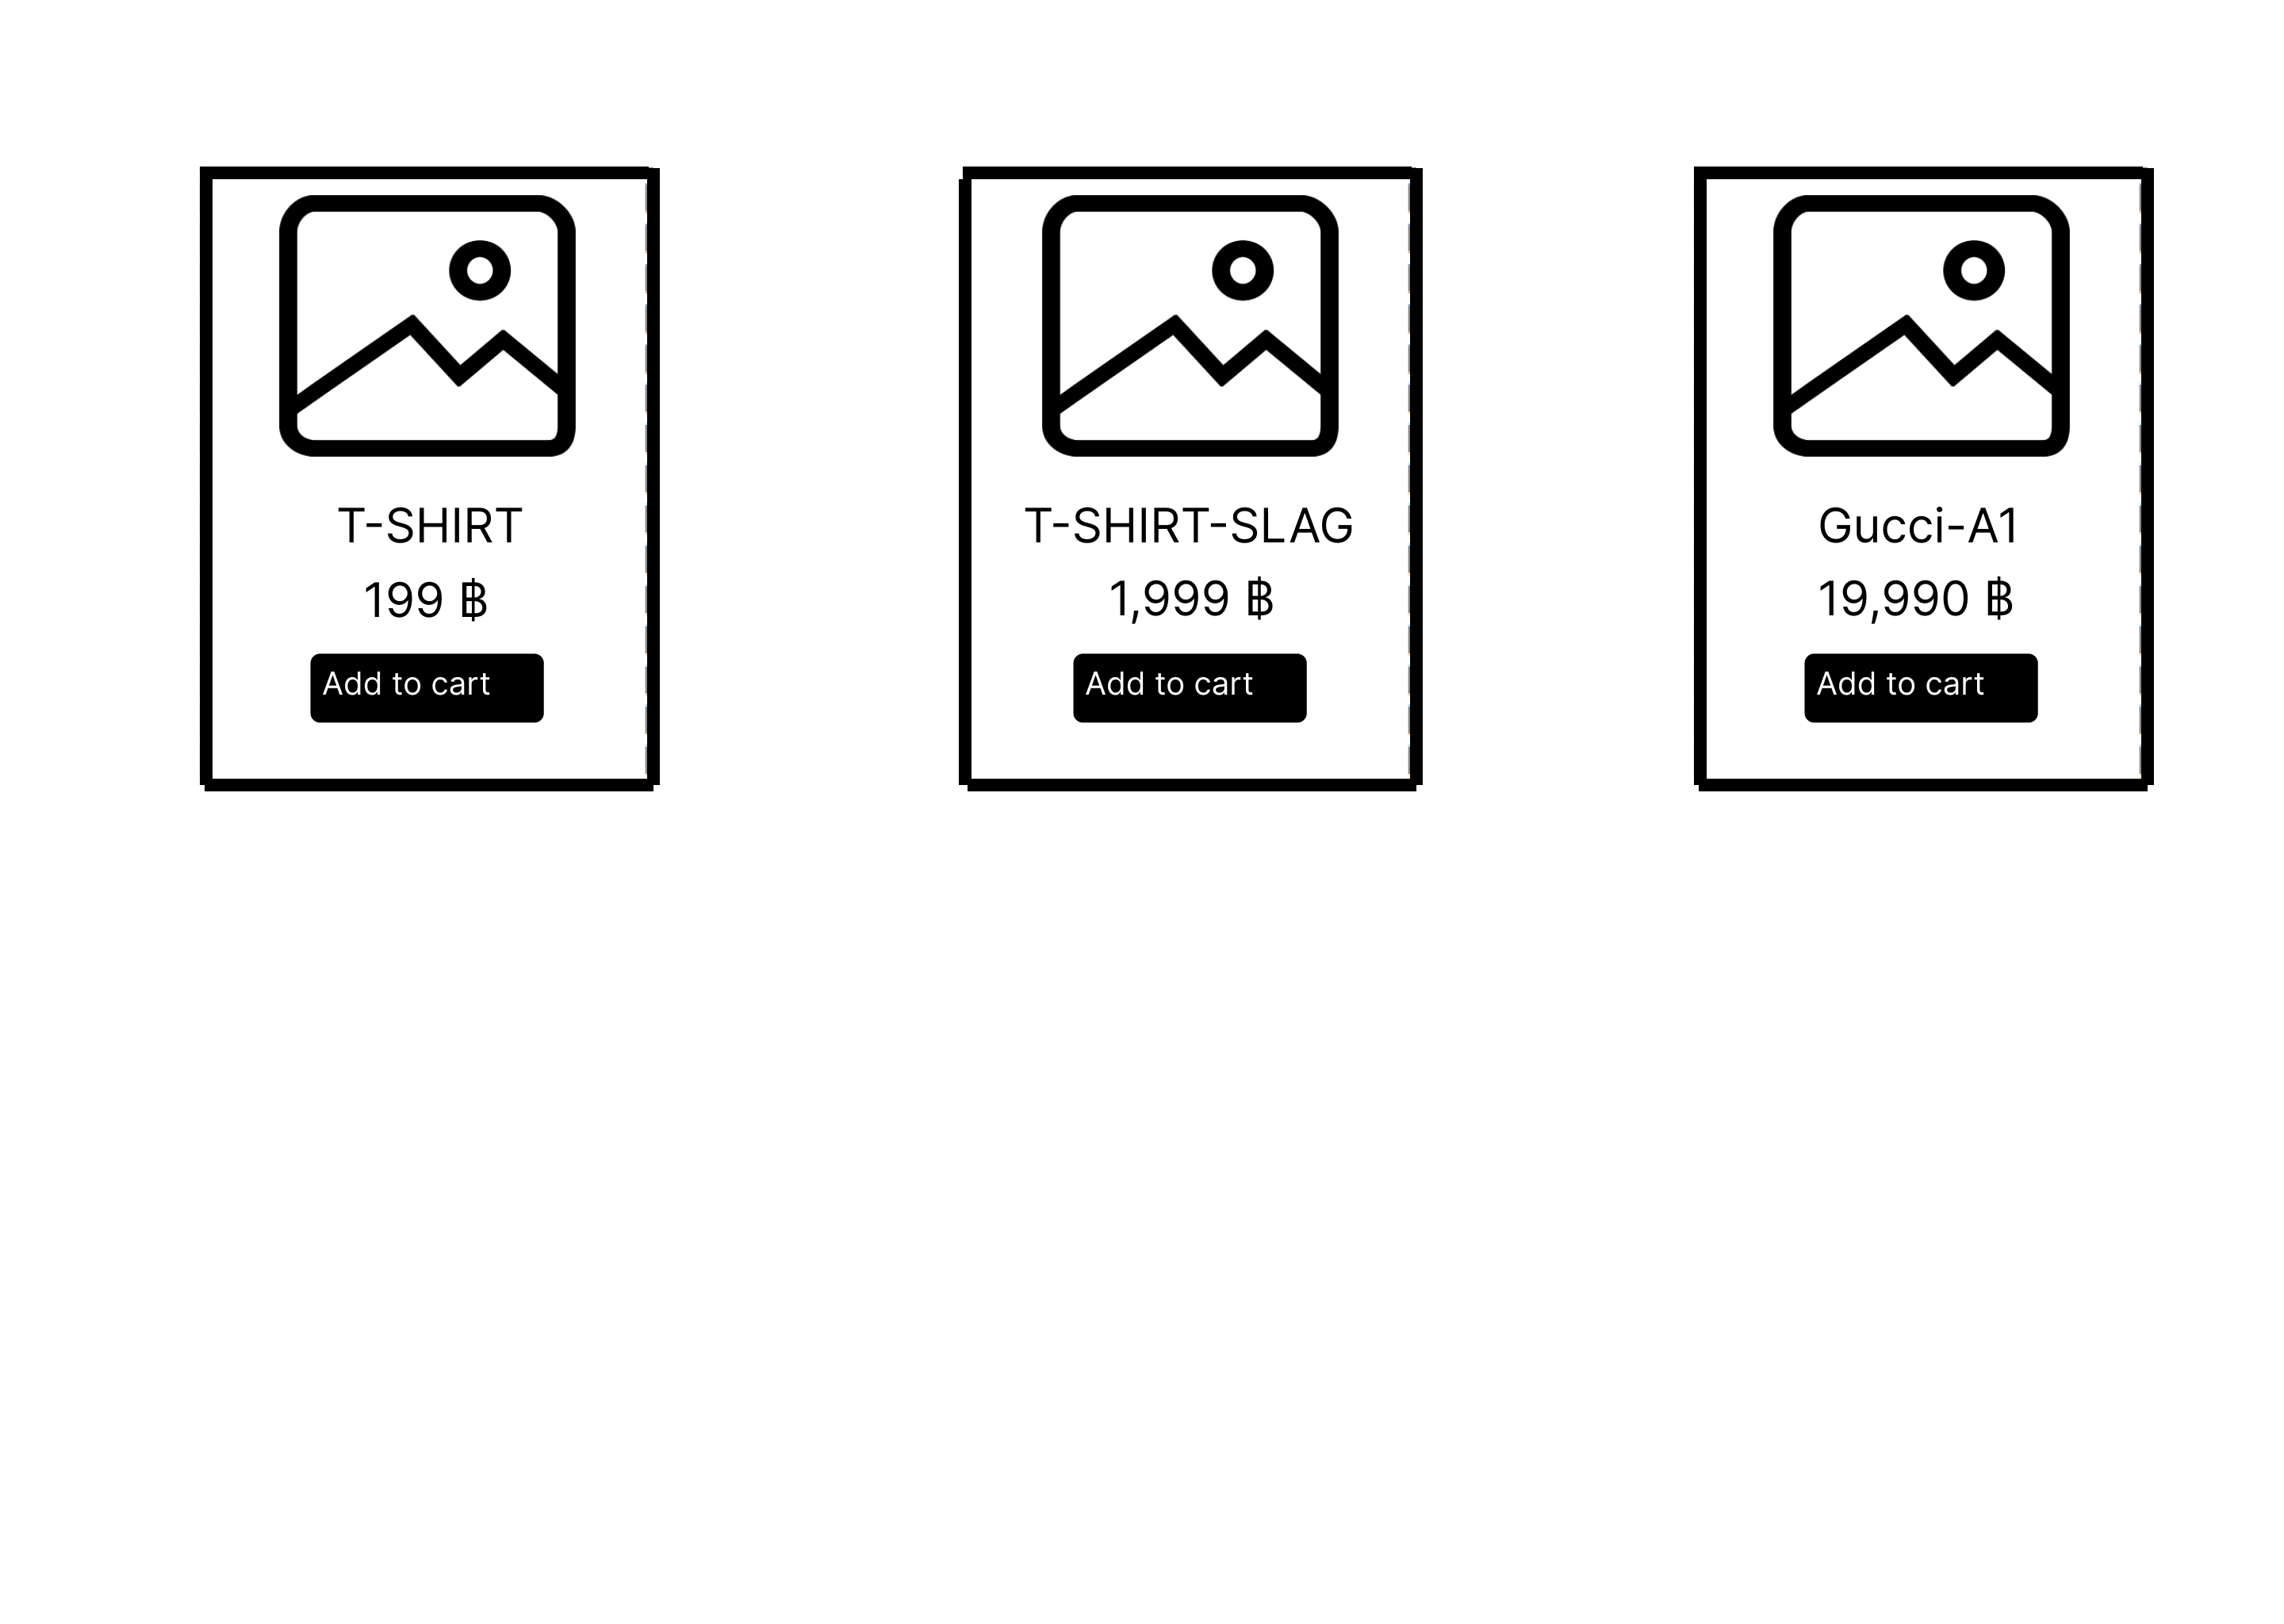 T-SHIRT
199 ฿
Add to cart
T-SHIRT-SLAG
1,999 ฿
Add to cart
Gucci-A1
19,990 ฿
Add to cart